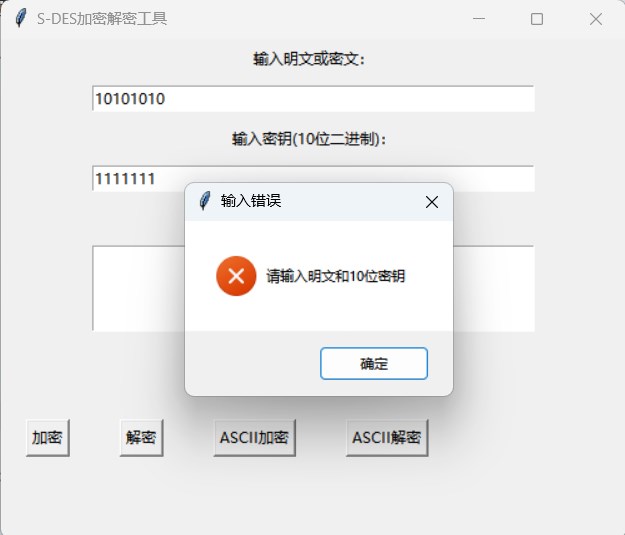 S-DES加密解密工具
输入明文或密文:
10101010
输入密钥(10位二进制):
1111111
输入错误
请输入明文和10位密钥
确定
加密 解密 ASCII加密 ASCII解密